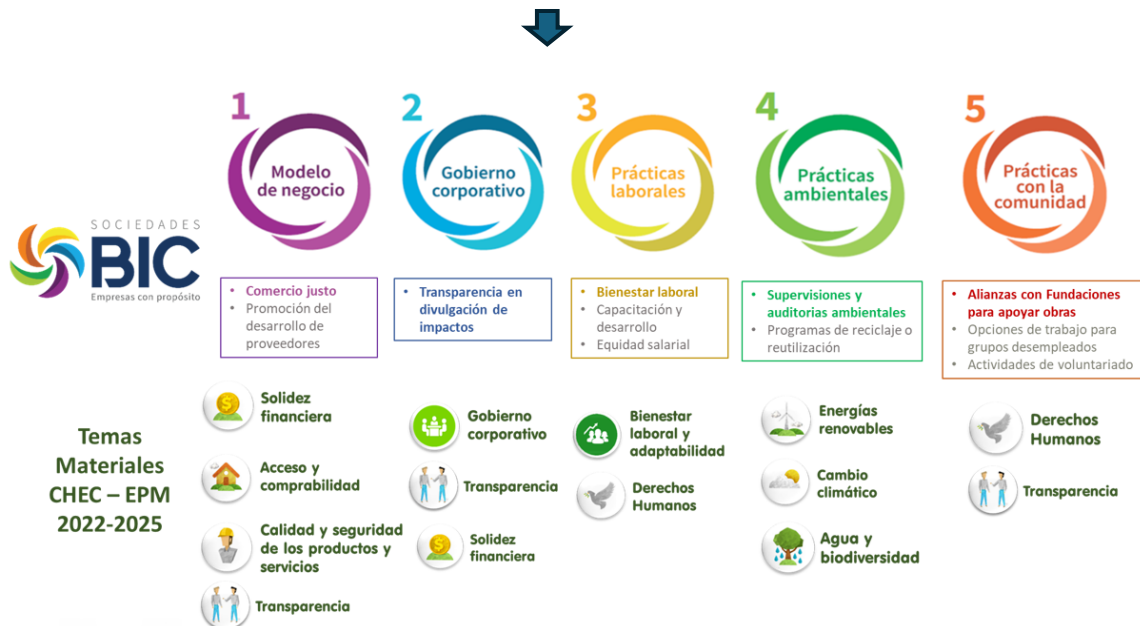 1
Modelo
de negocio
2
Gobierno
corporativo
3
Prácticas
laborales
4
Prácticas
ambientales
5
Prácticas
con la
comunidad
SOCIEDADES
BIC
Empresas con propósito
• Comercio justo
• Promoción del
desarrollo de
proveedores
• Transparencia en
divulgación de
impactos
• Bienestar laboral
• Capacitación y
desarrollo
• Equidad salarial
• Supervisiones y
auditorias ambientales
• Programas de reciclaje o
reutilización
• Alianzas con Fundaciones
para apoyar obras
• Opciones de trabajo para
grupos desempleados
• Actividades de voluntariado
Temas
Materiales
CHEC – EPM
2022-2025
Solidez
financiera
Acceso y
comprabilidad
Calidad y seguridad
de los productos y
servicios
Transparencia
Gobierno
corporativo
Transparencia
Solidez
financiera
Bienestar
laboral y
adaptabilidad
Derechos
Humanos
Energías
renovables
Cambio
climático
Agua y
biodiversidad
Derechos
Humanos
Transparencia